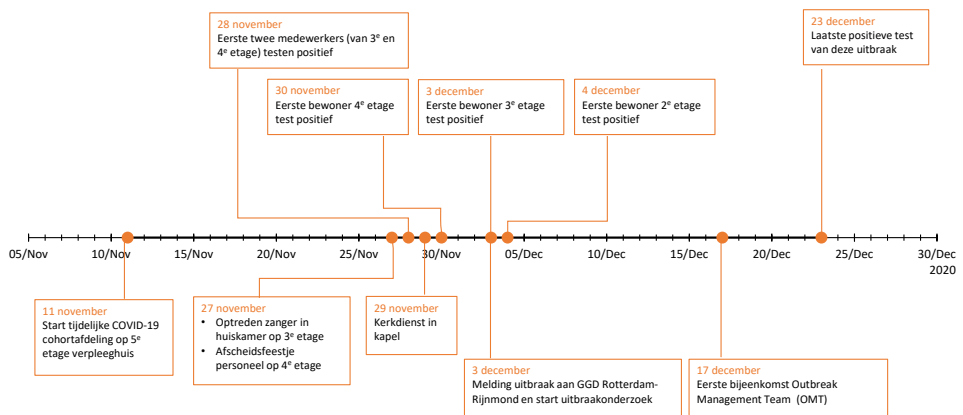 28 november
Eerste twee medewerkers (van 3e en
4e etage) testen positief
23 december
Laatste positieve test
van deze uitbraak
30 november
Eerste bewoner 4e etage
test positief
3 december
Eerste bewoner 3e etage
test positief
4 december
Eerste bewoner 2e etage
test positief
05/Nov 10/Nov 15/Nov 20/Nov 25/Nov 30/Nov 05/Dec 10/Dec 15/Dec 20/Dec 25/Dec 30/Dec
2020
11 november
Start tijdelijke COVID-19
cohortafdeling op 5e
etage verpleeghuis
27 november
• Optreden zanger in
huiskamer op 3e etage
• Afscheidsfeestje
personeel op 4e etage
29 november
Kerkdienst in
kapel
3 december
Melding uitbraak aan GGD Rotterdam-
Rijnmond en start uitbraakonderzoek
17 december
Eerste bijeenkomst Outbreak
Management Team (OMT)